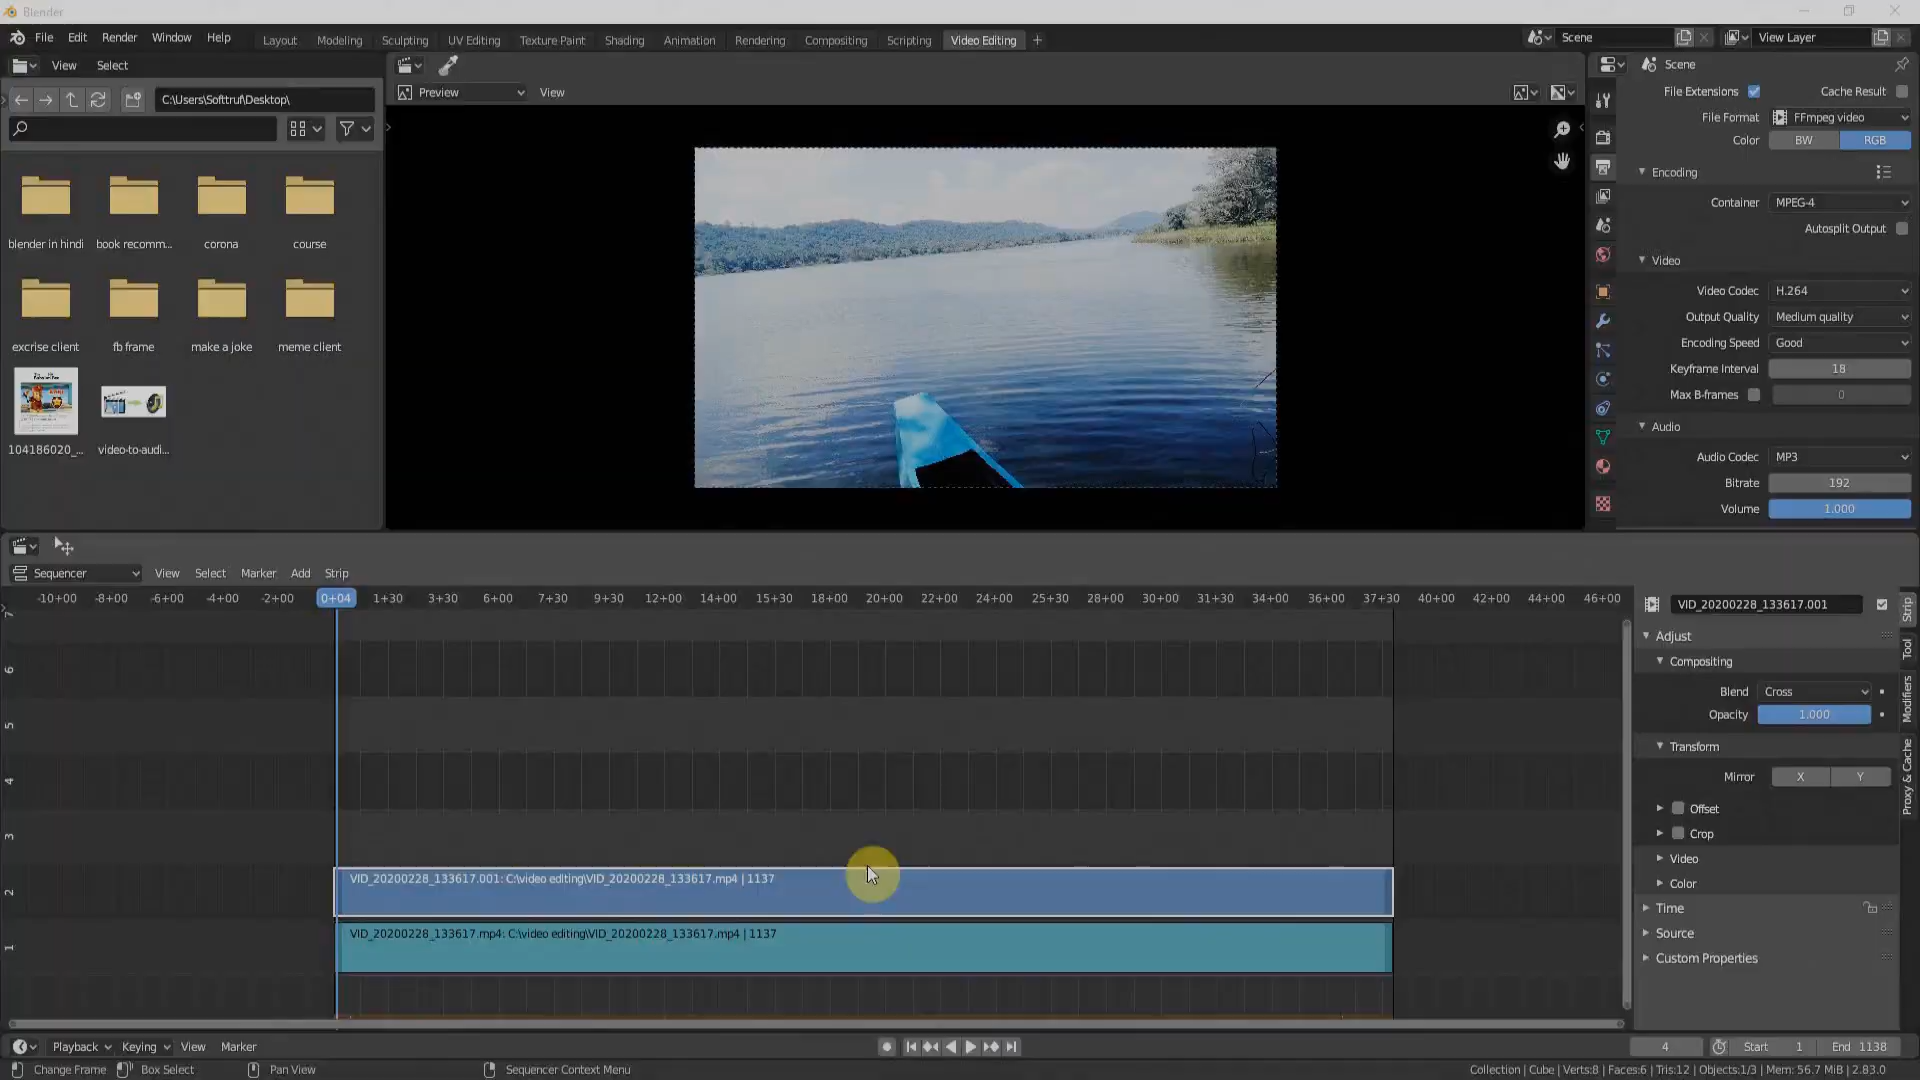 Blender
File Edit Render Window Help
Layout Modeling Sculpting UV Editing Texture Paint Shading Animation Rendering Compositing Scripting Video Editing +
Scene
View Layer
View Select
C:\Users\Softtruf\Desktop\
blender in hindi
book recomm...
corona
course
excrise client
fb frame
make a joke
meme client
104186020_...
video-to-audi...
Preview View
Scene
File Extensions
Cache Result
File Format FFmpeg video
Color BW RGB
Encoding
Container MPEG-4
Autosplit Output
Video
Video Codec H.264
Output Quality Medium quality
Encoding Speed Good
Keyframe Interval 18
Max B-frames 0
Audio
Audio Codec MP3
Bitrate 192
Volume 1.000
Sequencer View Select Marker Add Strip
-10+00 -8+00 -6+00 -4+00 -2+00 0+04 1+30 3+30 6+00 7+30 9+30 12+00 14+00 15+30 18+00 20+00 22+00 24+00 26+00 28+00 30+00 31+30 34+00 36+00 37+30 40+00 42+00 44+00 46+00
7
6
5
4
3
2
1
VID_20200228_133617.001: C:\video editing\VID_20200228_133617.mp4 | 1137
VID_20200228_133617.mp4: C:\video editing\VID_20200228_133617.mp4 | 1137
VID_20200228_133617.001
Adjust
Compositing
Blend Cross
Opacity 1.000
Transform
Mirror X Y
Offset
Crop
Video
Color
Time
Source
Custom Properties
Strip
Tool
Modifiers
Proxy & Cache
Playback Keying View Marker
4 Start 1 End 1138
Change Frame Box Select Pan View Sequencer Context Menu
Collection | Cube | Verts:8 | Faces:6 | Tris:12 | Objects:1/3 | Mem: 56.7 MiB | 2.83.0